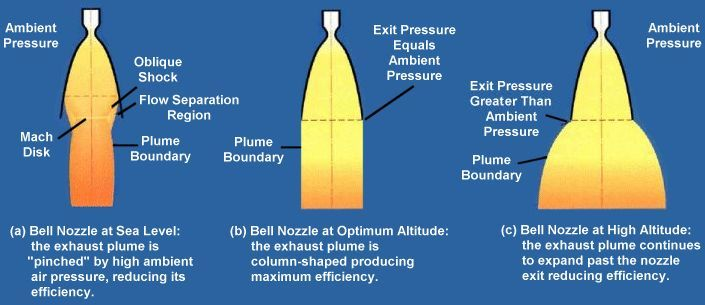 Ambient
Pressure
Oblique
Shock
Flow Separation
Region
Mach
Disk
Plume
Boundary
(a) Bell Nozzle at Sea Level:
the exhaust plume is
"pinched" by high ambient
air pressure, reducing its
efficiency.
Exit Pressure
Equals
Ambient
Pressure
Plume
Boundary
(b) Bell Nozzle at Optimum Altitude:
the exhaust plume is
column-shaped producing
maximum efficiency.
Ambient
Pressure
Exit Pressure
Greater Than
Ambient
Pressure
Plume
Boundary
(c) Bell Nozzle at High Altitude:
the exhaust plume continues
to expand past the nozzle
exit reducing efficiency.